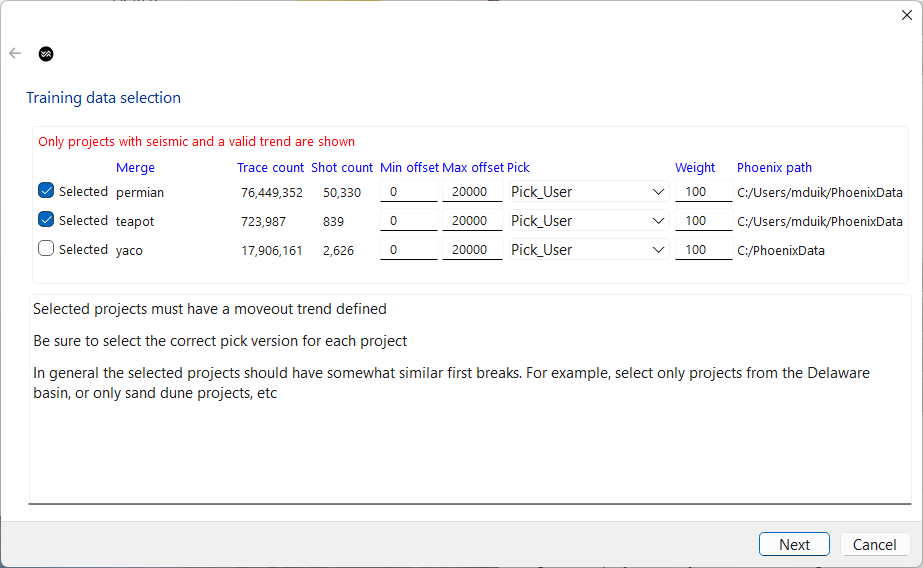 Training data selection
Only projects with seismic and a valid trend are shown
Merge Trace count Shot count Min offset Max offset Pick Weight Phoenix path
Selected permian 76,449,352 50,330 0 20000 Pick_User 100 C:/Users/mduik/PhoenixData
Selected teapot 723,987 839 0 20000 Pick_User 100 C:/Users/mduik/PhoenixData
Selected yaco 17,906,161 2,626 0 20000 Pick_User 100 C:/PhoenixData
Selected projects must have a moveout trend defined
Be sure to select the correct pick version for each project
In general the selected projects should have somewhat similar first breaks. For example, select only projects from the Delaware
basin, or only sand dune projects, etc
Next Cancel